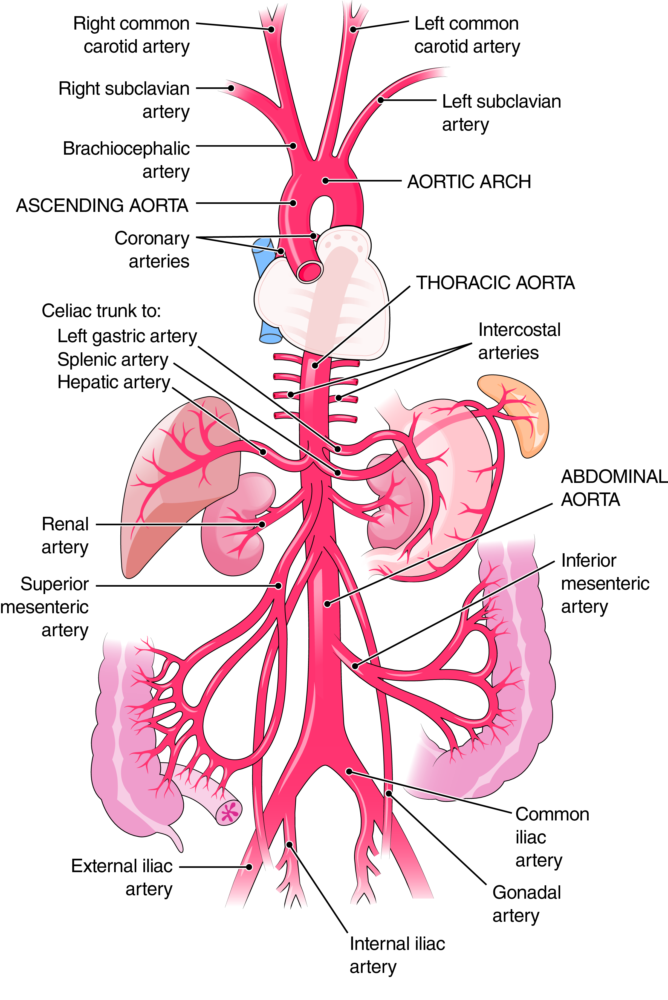 Right common
carotid artery
Left common
carotid artery
Right subclavian
artery
Left subclavian
artery
Brachiocephalic
artery
AORTIC ARCH
ASCENDING AORTA
Coronary
arteries
THORACIC AORTA
Celiac trunk to:
Left gastric artery
Splenic artery
Hepatic artery
Intercostal
arteries
ABDOMINAL
AORTA
Renal
artery
Inferior
mesenteric
artery
Superior
mesenteric
artery
Common
iliac
artery
External iliac
artery
Gonadal
artery
Internal iliac
artery